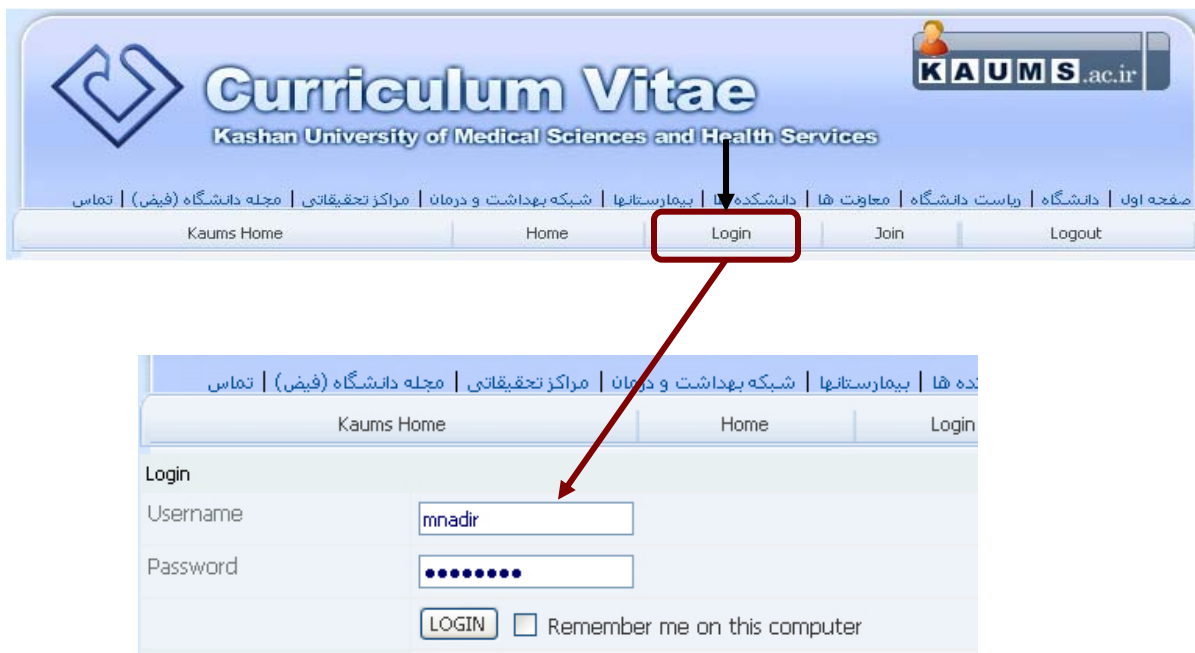 KAUMS.ac.ir
Curriculum Vitae
Kashan University of Medical Sciences and Health Services
صفحه اول | دانشگاه | ریاست دانشگاه | معاونت ها | دانشکده ها | بیمارستانها | شبکه بهداشت و درمان | مراکز تحقیقاتی | مجله دانشگاه (فیض) | تماس
Kaums Home Home Login Join Logout
ده ها | بیمارستانها | شبکه بهداشت و درمان | مراکز تحقیقاتی | مجله دانشگاه (فیض) | تماس
Kaums Home Home Login
Login
Username mnadir
Password ••••••••
LOGIN Remember me on this computer